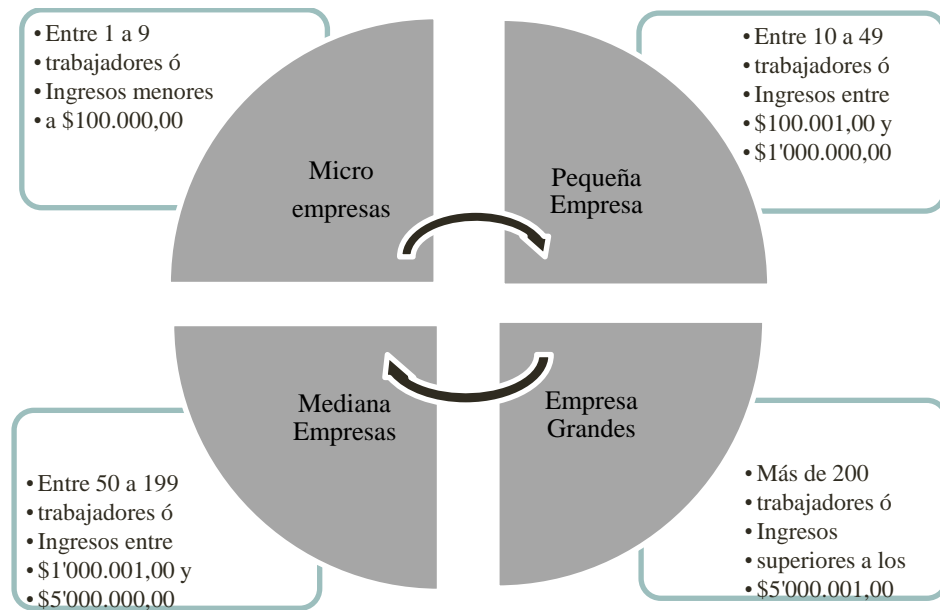 • Entre 1 a 9
• trabajadores ó
• Ingresos menores
• a $100.000,00
Micro
empresas
• Entre 10 a 49
• trabajadores ó
• Ingresos entre
• $100.001,00 y
• $1'000.000,00
Pequeña
Empresa
Mediana
Empresas
• Entre 50 a 199
• trabajadores ó
• Ingresos entre
• $1'000.001,00 y
• $5'000.000,00
Empresa
Grandes
• Más de 200
• trabajadores ó
• Ingresos
• superiores a los
• $5'000.001,00